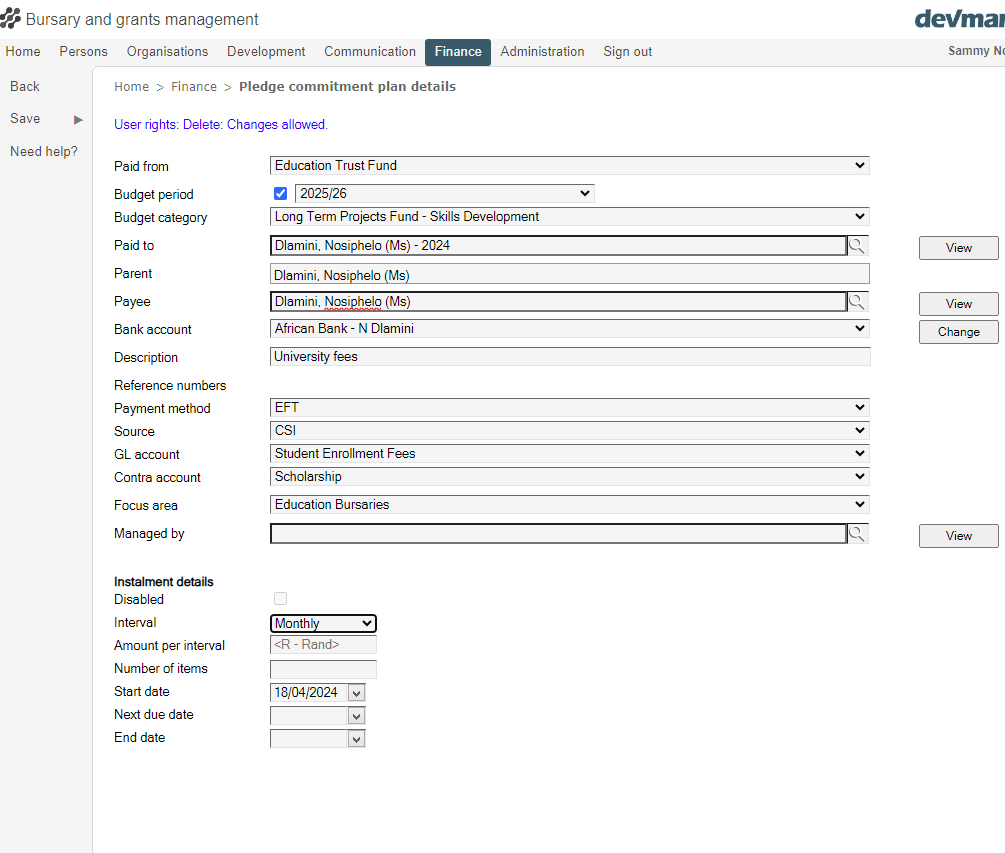 Bursary and grants management
devmar
Home Persons Organisations Development Communication Finance Administration Sign out Sammy No
Back
Home > Finance > Pledge commitment plan details
Save
User rights: Delete: Changes allowed.
Need help?
Paid from Education Trust Fund
Budget period 2025/26
Budget category Long Term Projects Fund - Skills Development
Paid to Dlamini, Nosiphelo (Ms) - 2024 View
Parent Dlamini, Nosiphelo (Ms)
Payee Dlamini, Nosiphelo (Ms) View
Bank account African Bank - N Dlamini Change
Description University fees
Reference numbers
Payment method EFT
Source CSI
GL account Student Enrollment Fees
Contra account Scholarship
Focus area Education Bursaries
Managed by View
Instalment details
Disabled
Interval Monthly
Amount per interval <R - Rand>
Number of items
Start date 18/04/2024
Next due date
End date